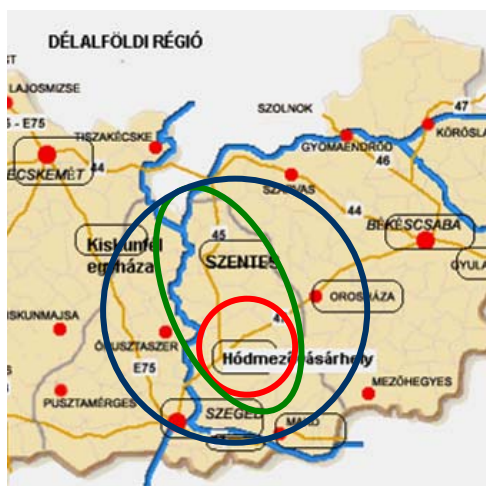 DÉLALFÖLDI RÉGIÓ
LAJOSMIZSE
E75
TISZAKÉCSKE
SZOLNOK
47
KÖRÖSLA
GYOMAENDRŐD
ECSKEMÉT
44
46
SZARVAS
44
BÉKÉSCSABA
45
Kiskunfél
egyháza
SZENTES
GYULA
OROSHÁZA
ISKUNMAJSA
ÓPUSZTASZER
47
Hódmezővásárhely
E75
MEZŐHEGYES
PUSZTAMÉRGES
SZEGED
MAKÓ